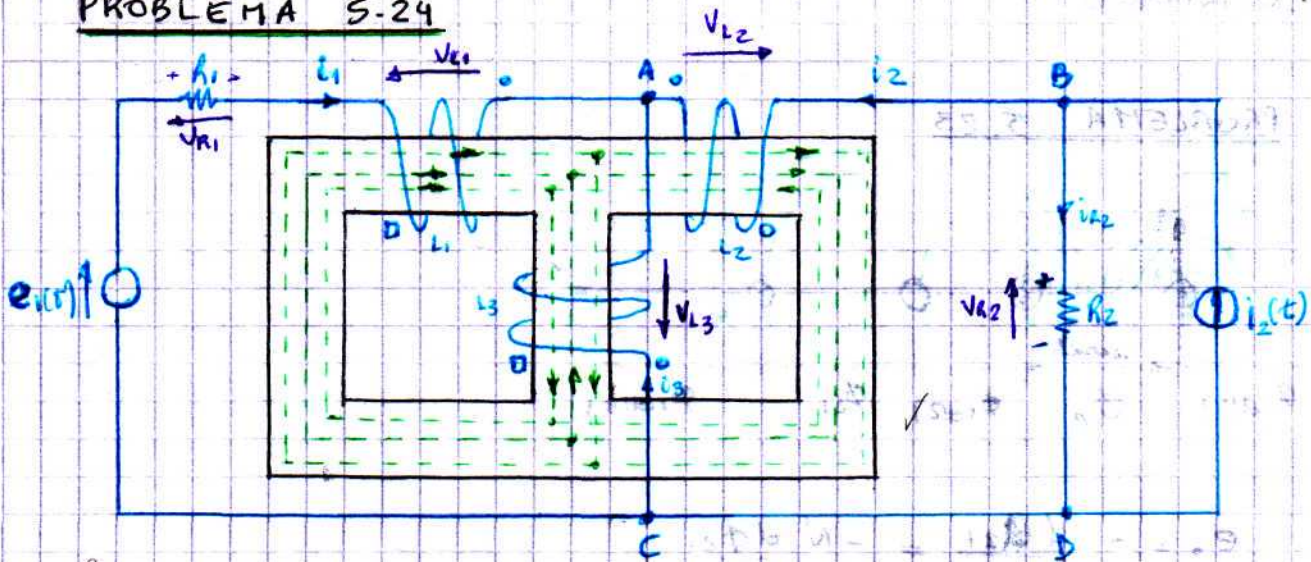 PROBLEMA 5-24
VL2
+ R1 -
i1
VL1
A
i2
B
VR1
L1
L2
iR2
e1(t)
L3
VL3
VR2
+
-
R2
i2(t)
i3
C
D